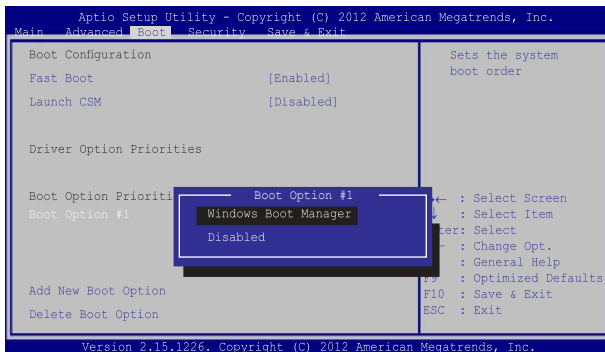 Aptio Setup Utility - Copyright (C) 2012 American Megatrends, Inc.
Main Advanced Boot Security Save & Exit
Boot Configuration
Fast Boot [Enabled]
Launch CSM [Disabled]
Driver Option Priorities
Boot Option Prioriti
Boot Option #1
Boot Option #1
Windows Boot Manager
Disabled
Add New Boot Option
Delete Boot Option
Sets the system
boot order
→← : Select Screen
↓ : Select Item
ter: Select
— : Change Opt.
: General Help
F9 : Optimized Defaults
F10 : Save & Exit
ESC : Exit
Version 2.15.1226. Copyright (C) 2012 American Megatrends, Inc.